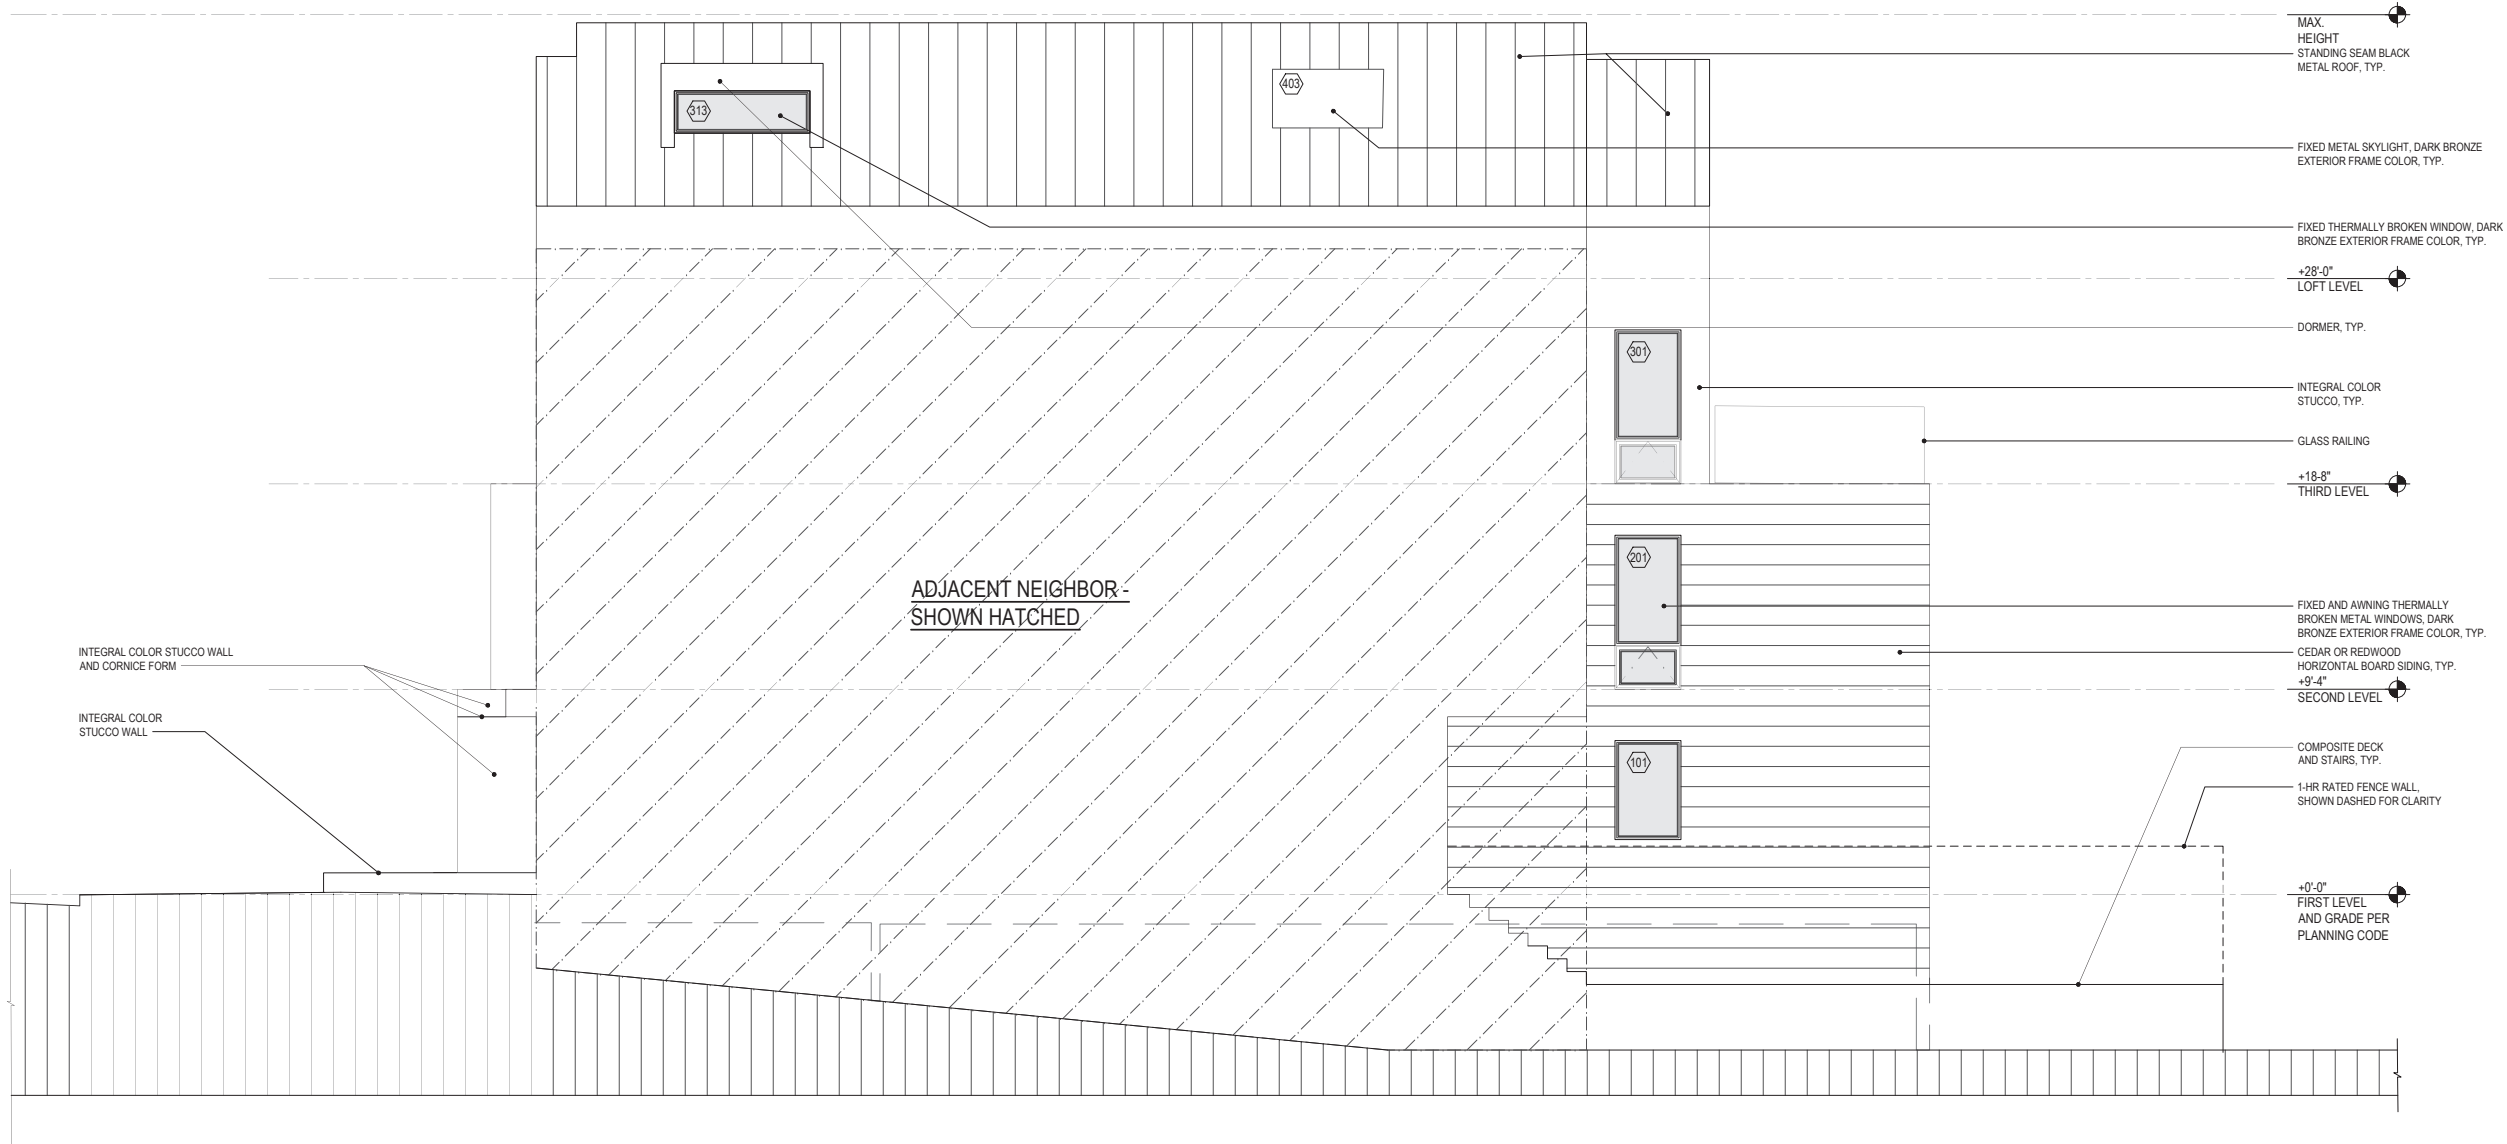 MAX.
HEIGHT
STANDING SEAM BLACK
METAL ROOF, TYP.
313
403
FIXED METAL SKYLIGHT, DARK BRONZE
EXTERIOR FRAME COLOR, TYP.
FIXED THERMALLY BROKEN WINDOW, DARK
BRONZE EXTERIOR FRAME COLOR, TYP.
+28'-0"
LOFT LEVEL
DORMER, TYP.
301
INTEGRAL COLOR
STUCCO, TYP.
GLASS RAILING
+18-8"
THIRD LEVEL
201
ADJACENT NEIGHBOR -
SHOWN HATCHED
FIXED AND AWNING THERMALLY
BROKEN METAL WINDOWS, DARK
BRONZE EXTERIOR FRAME COLOR, TYP.
CEDAR OR REDWOOD
HORIZONTAL BOARD SIDING, TYP.
+9'-4"
SECOND LEVEL
INTEGRAL COLOR STUCCO WALL
AND CORNICE FORM
INTEGRAL COLOR
STUCCO WALL
101
COMPOSITE DECK
AND STAIRS, TYP.
1-HR RATED FENCE WALL,
SHOWN DASHED FOR CLARITY
+0'-0"
FIRST LEVEL
AND GRADE PER
PLANNING CODE